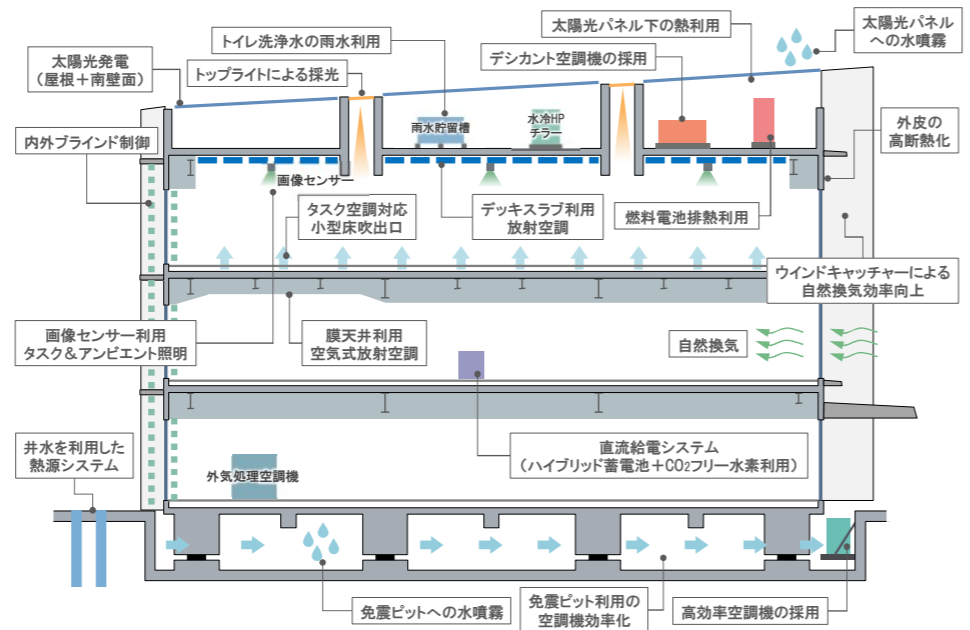 太陽光発電
（屋根＋南壁面）
トイレ洗浄水の雨水利用
トップライトによる採光
太陽光パネル下の熱利用
デシカント空調機の採用
太陽光パネル
への水噴霧
内外ブラインド制御
雨水貯留槽
水冷HP
チラー
外皮の
高断熱化
画像センサー
タスク空調対応
小型床吹出口
デッキスラブ利用
放射空調
燃料電池排熱利用
ウインドキャッチャーによる
自然換気効率向上
画像センサー利用
タスク＆アンビエント照明
膜天井利用
空気式放射空調
自然換気
井水を利用した
熱源システム
外気処理空調機
直流給電システム
（ハイブリッド蓄電池＋CO₂フリー水素利用）
免震ピットへの水噴霧
免震ピット利用の
空調機効率化
高効率空調機の採用